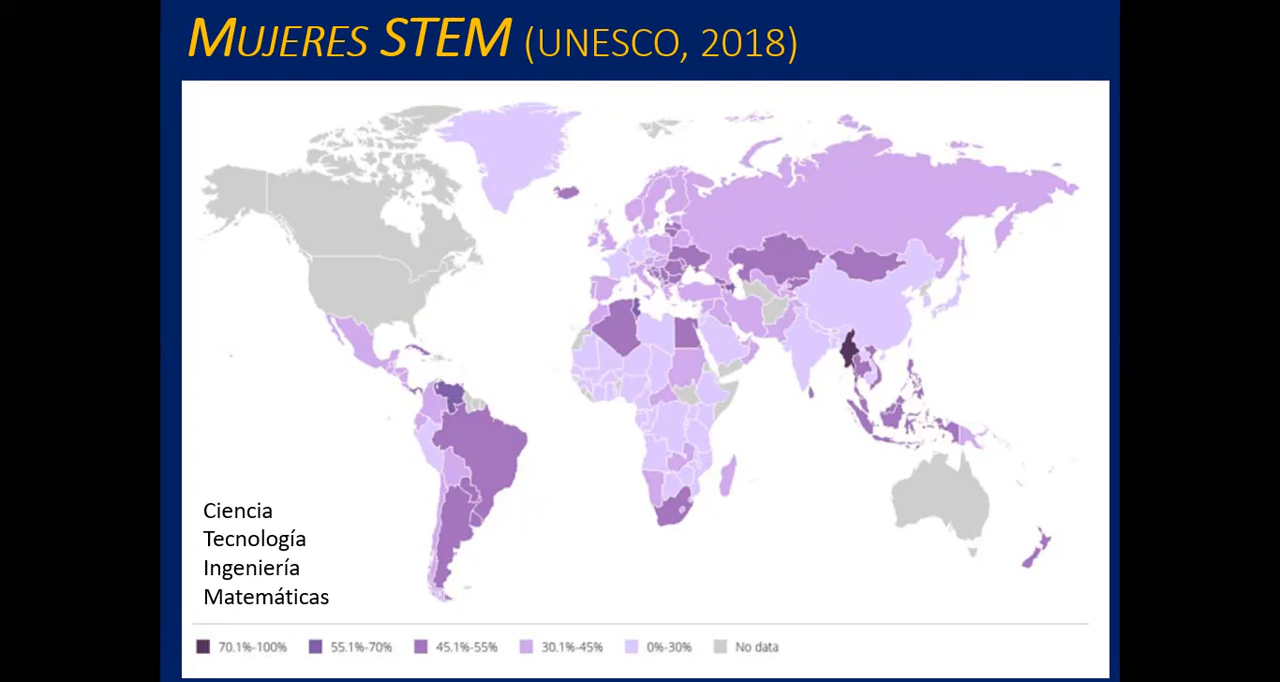 MUJERES STEM (UNESCO, 2018)
Ciencia
Tecnología
Ingeniería
Matemáticas
70.1%-100% 55.1%-70% 45.1%-55% 30.1%-45% 0%-30% No data